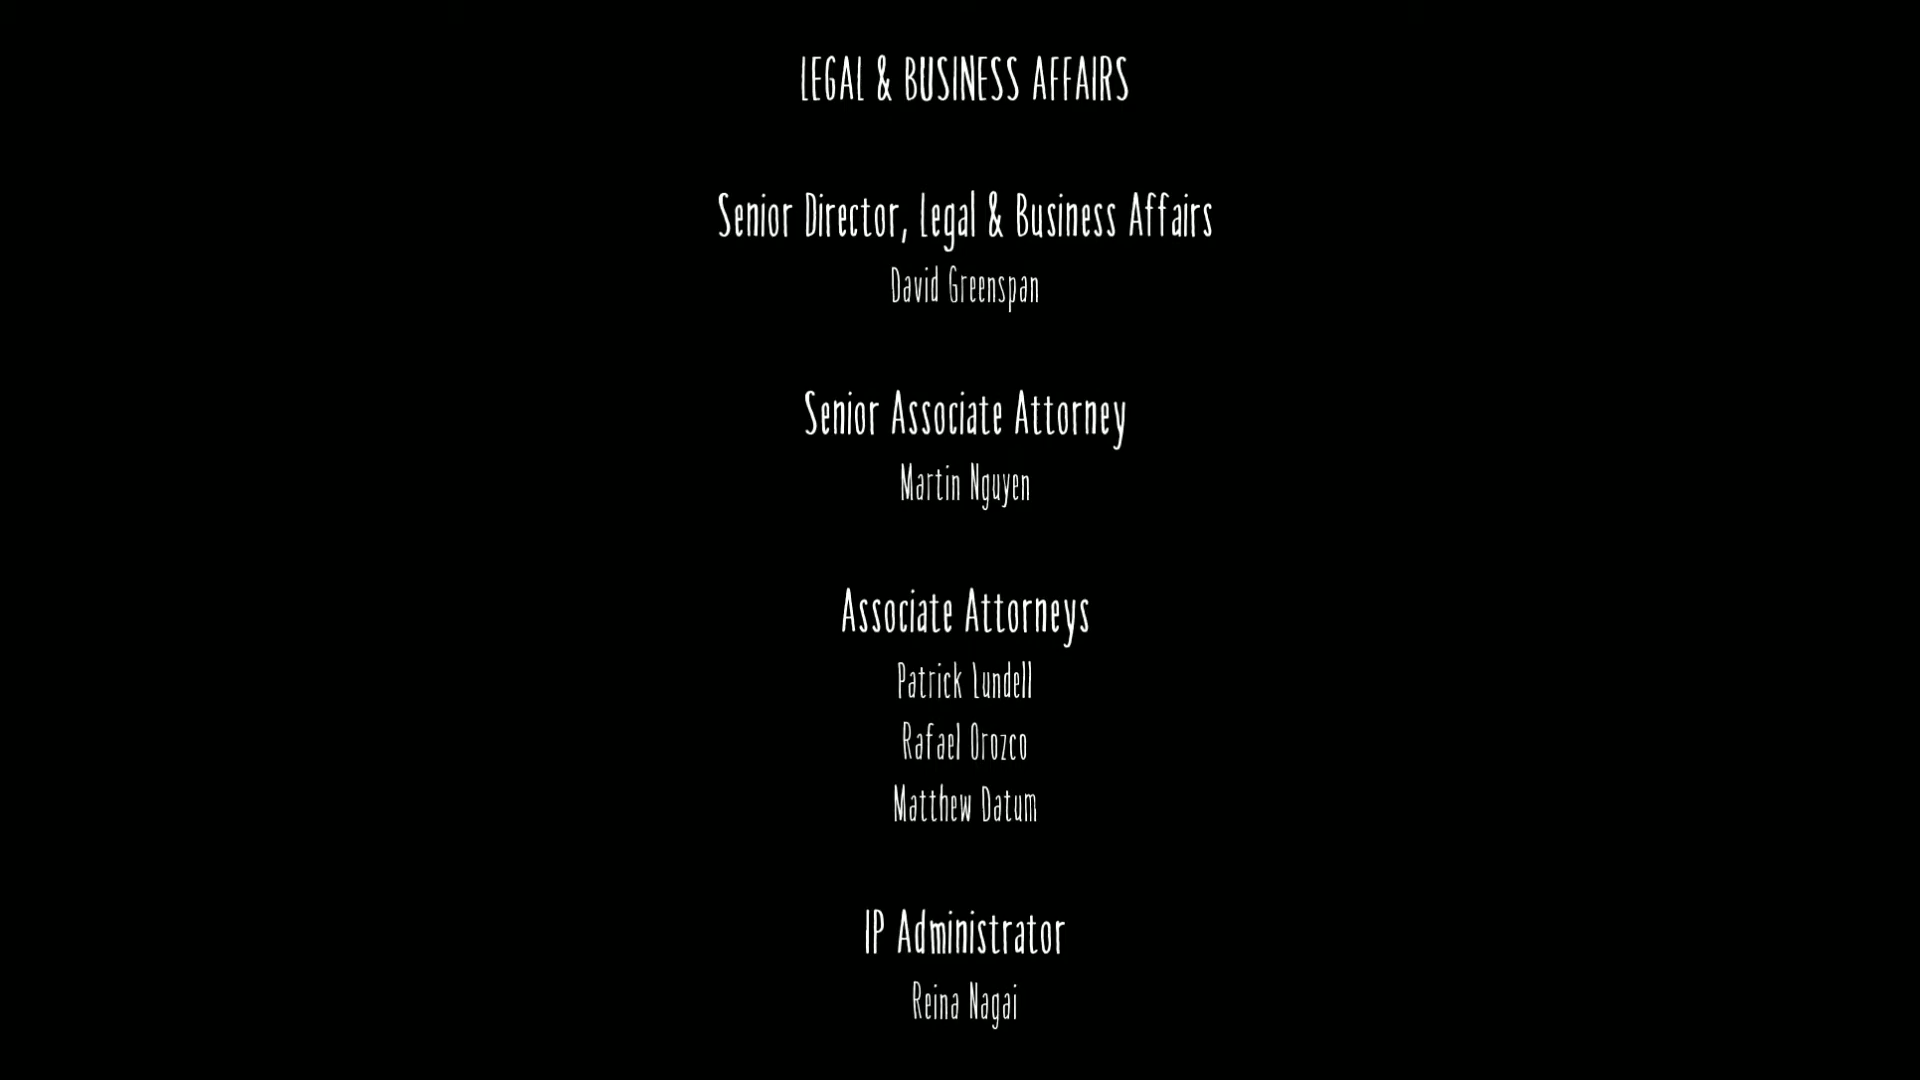 LEGAL & BUSINESS AFFAIRS
Senior Director, Legal & Business Affairs
David Greenspan
Senior Associate Attorney
Martin Nguyen
Associate Attorneys
Patrick Lundell
Rafael Orozco
Matthew Datum
IP Administrator
Reina Nagai